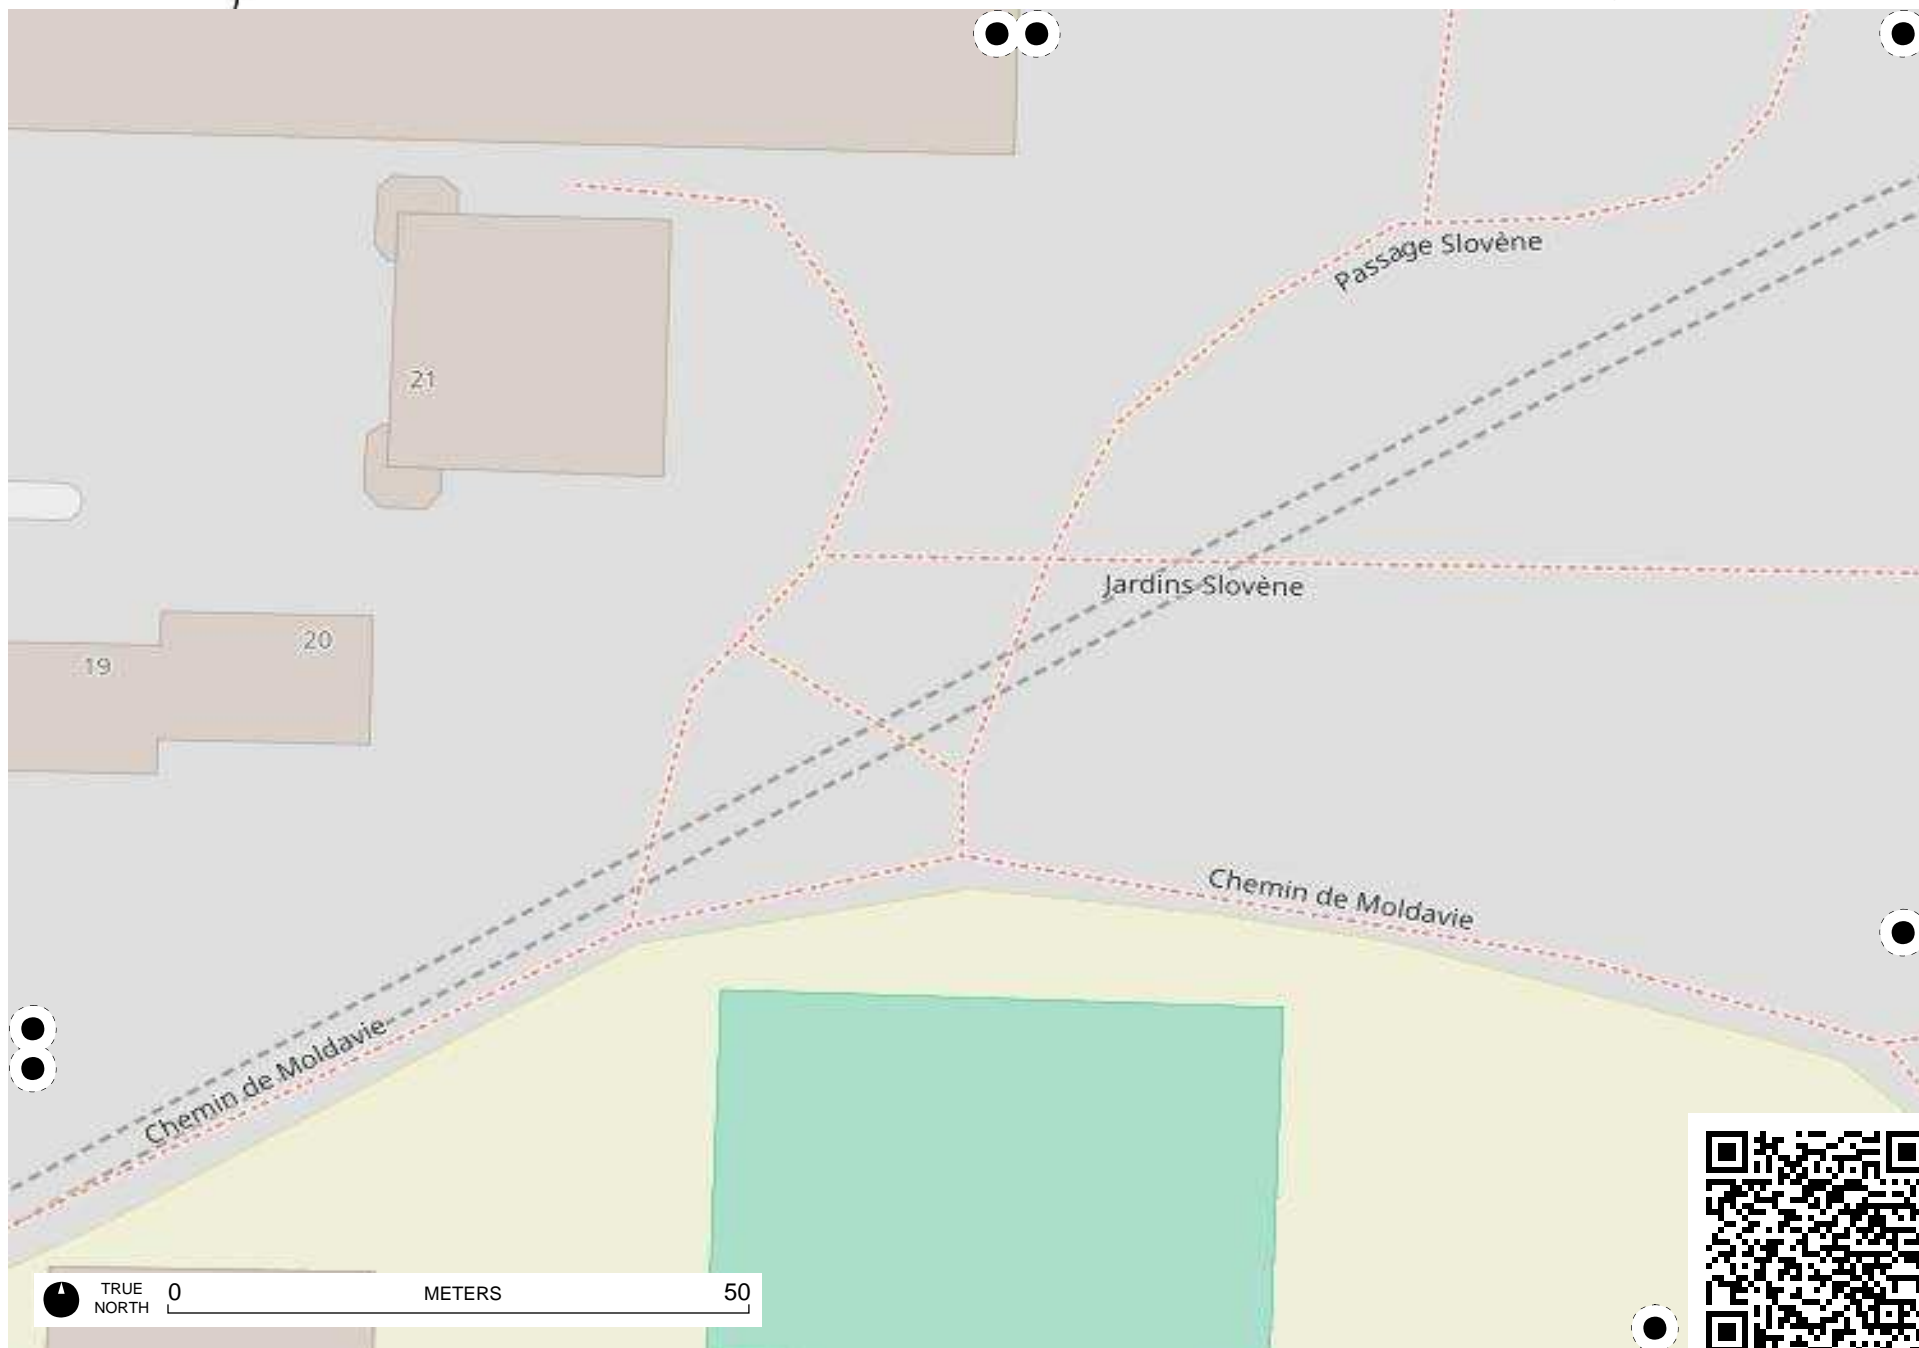 Passage Slovène
21
Jardins Slovène
20
19
Chemin de Moldavie
Chemin de Moldavie
TRUE
NORTH
0 METERS 50